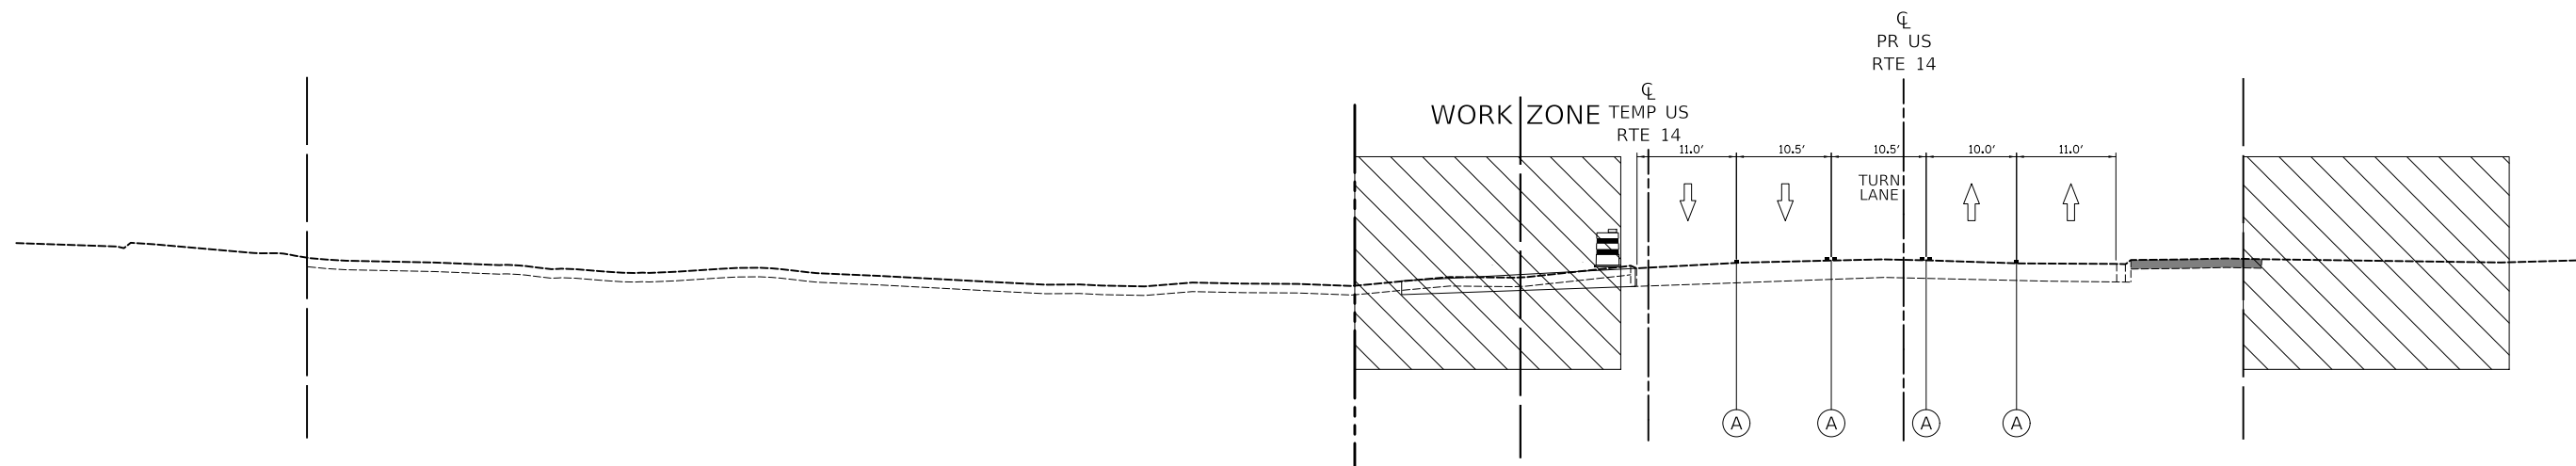 ℄
PR US
RTE 14
℄
TEMP US
RTE 14
WORK ZONE
11.0' 10.5' 10.5' 10.0' 11.0'
TURN
LANE
A A A A